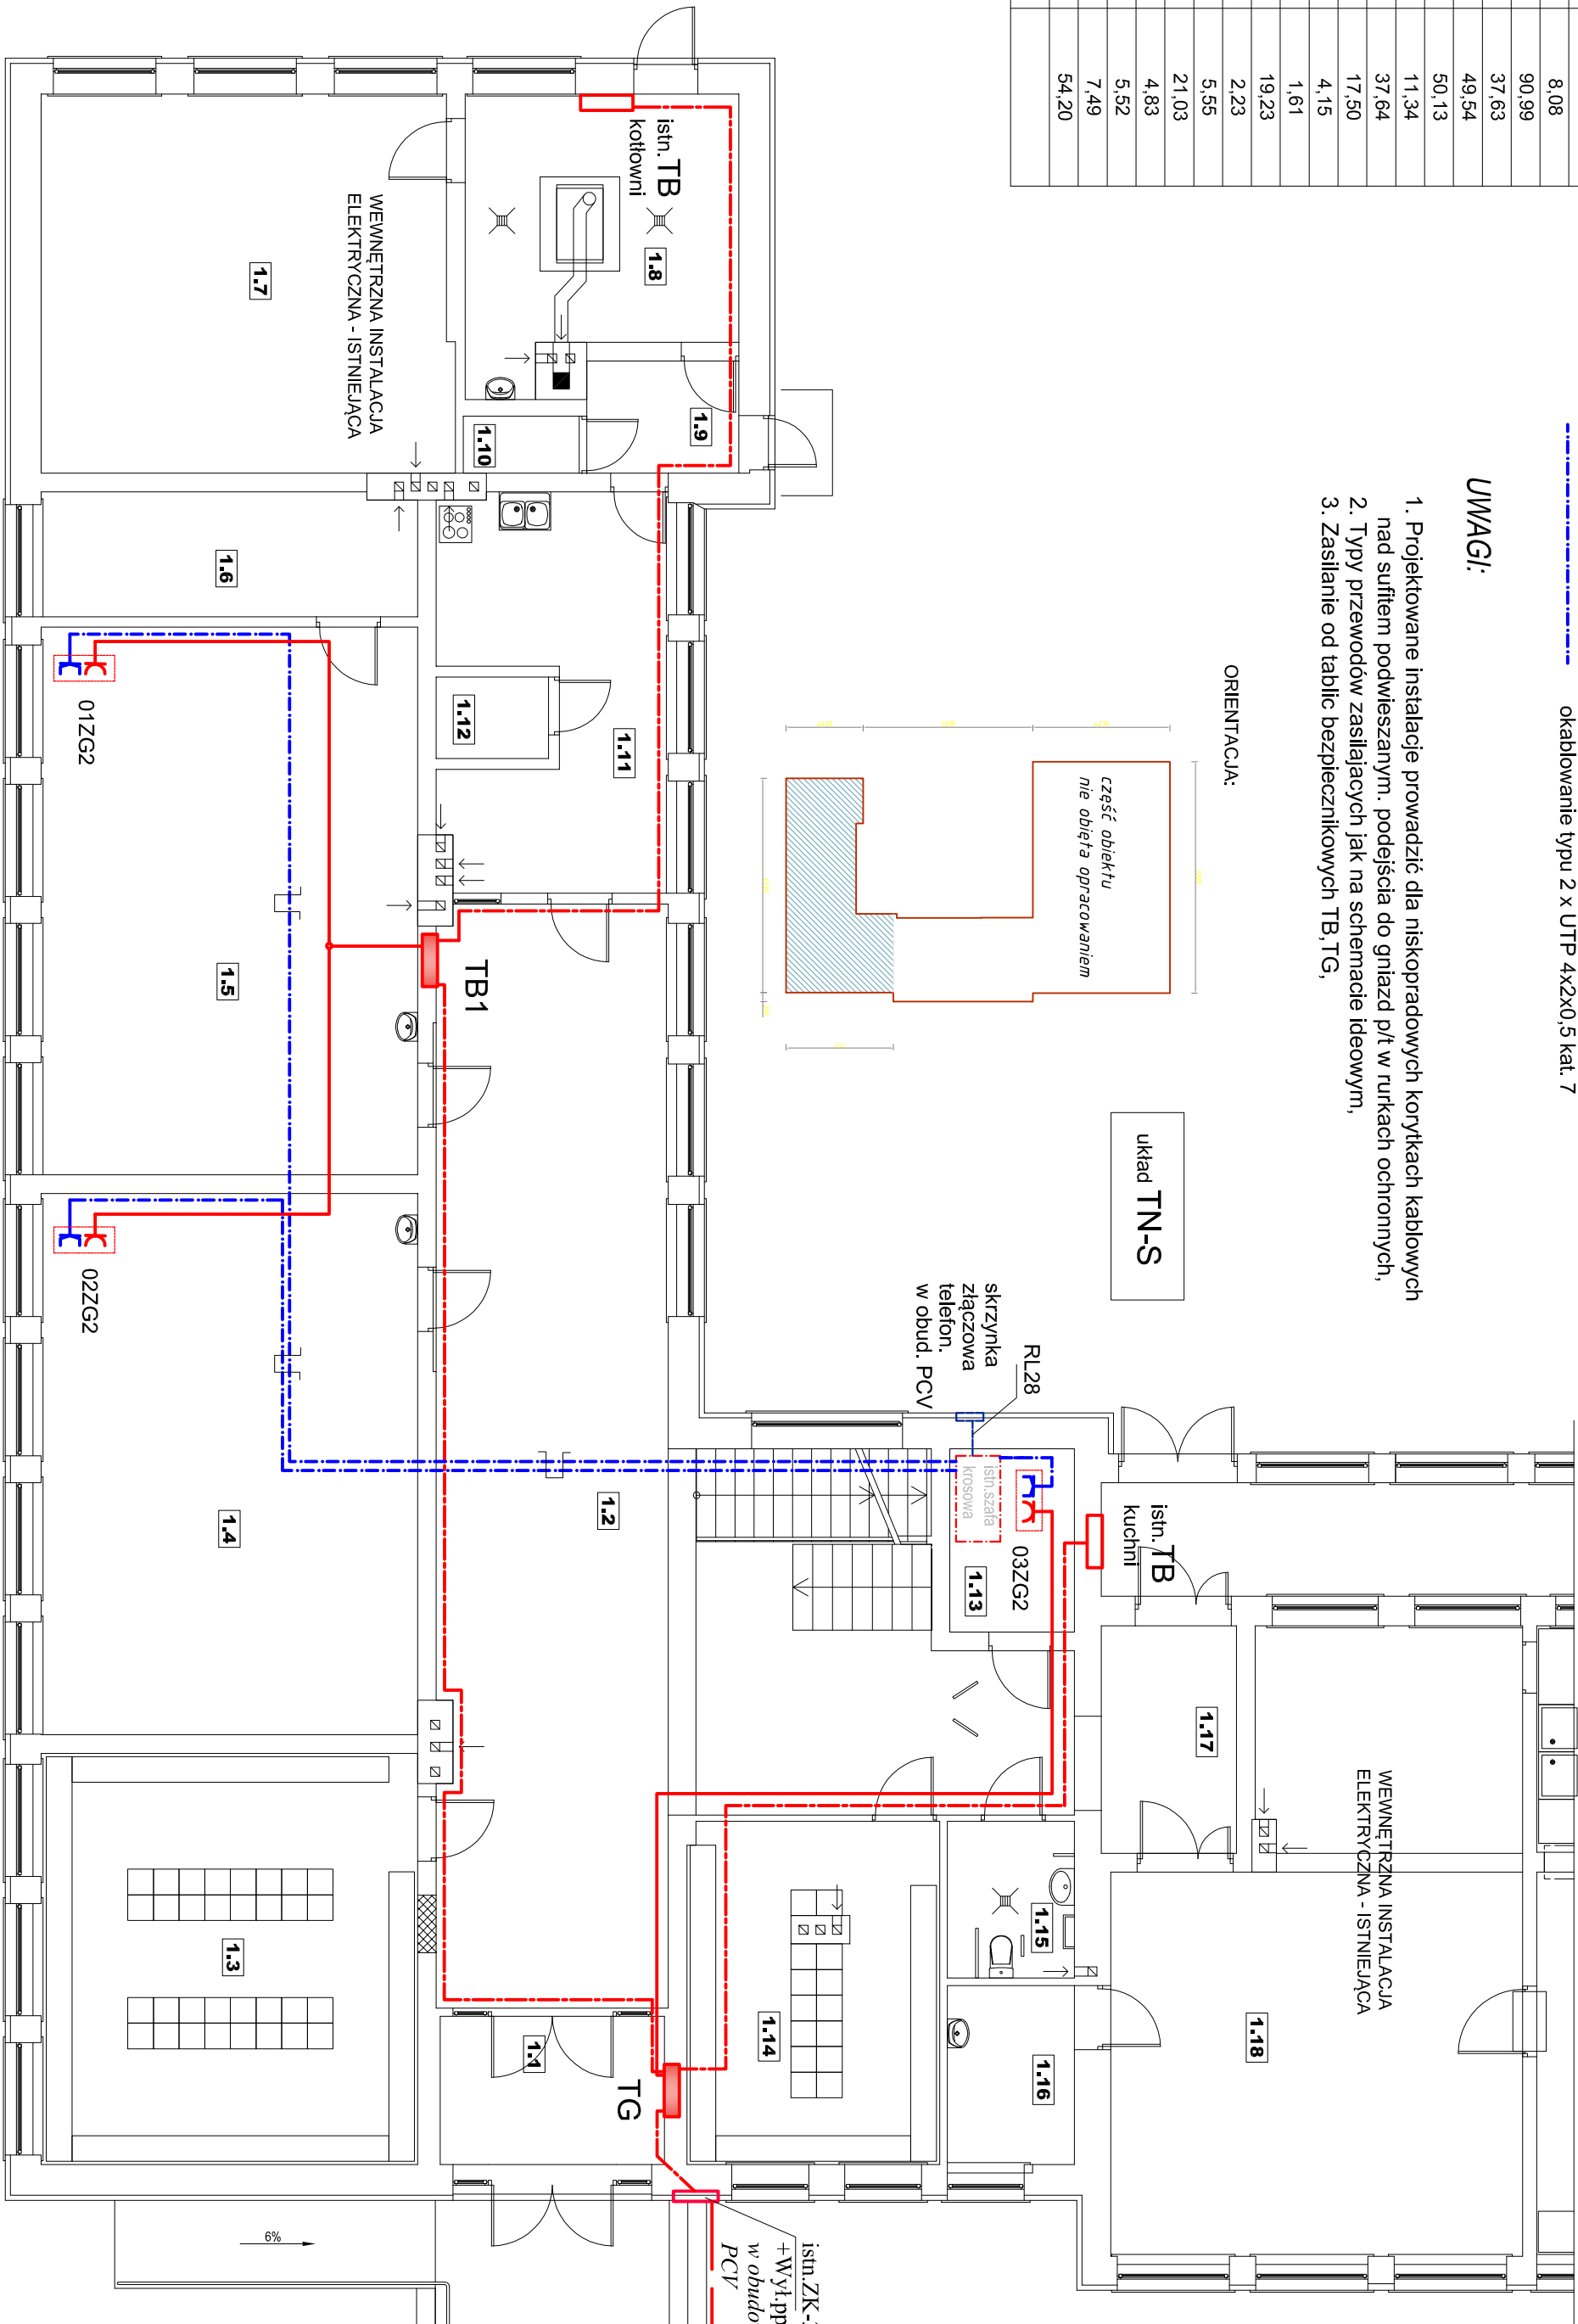 8,08
90,99
37,63
49,54
50,13
11,34
37,64
17,50
4,15
1,61
19,23
2,23
5,55
21,03
4,83
5,52
7,49
54,20
okablowanie typu 2 x UTP 4x2x0,5 kat. 7
UWAGI:
1. Projektowane instalacje prowadzić dla niskoprądowych korytkach kablowych
nad sufitem podwieszanym. podejścia do gniazd p/t w rurkach ochronnych,
2. Typy przewodów zasilajacych jak na schemacie ideowym,
3. Zasilanie od tablic bezpiecznikowych TB,TG,
ORIENTACJA:
część obiektu
nie objęta opracowaniem
układ TN-S
RL28
skrzynka
złączowa
telefon.
w obud. PCV
istn.szafa
krosowa
03ZG2
1.13
istn.TB
kuchni
1.17
WEWNĘTRZNA INSTALACJA
ELEKTRYCZNA - ISTNIEJĄCA
1.18
1.15
1.16
1.14
istn.TB
kotłowni
1.8
1.9
1.10
WEWNĘTRZNA INSTALACJA
ELEKTRYCZNA - ISTNIEJĄCA
1.7
1.6
1.11
1.12
TB1
01ZG2
1.5
02ZG2
1.4
1.2
1.3
1.1
TG
istn.ZK-
+Wył.pp
w obudo
PCV
6%